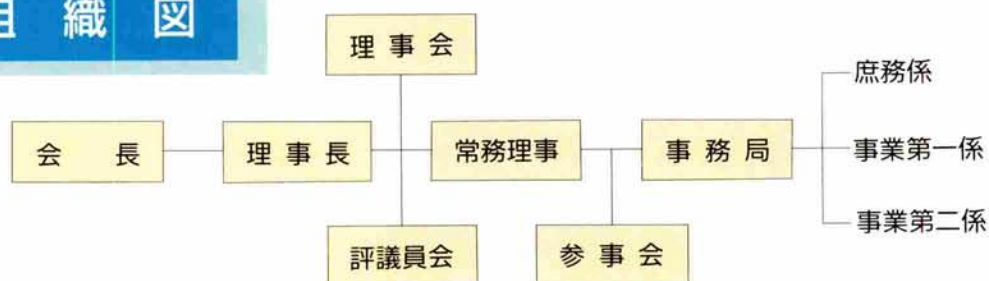 組織図
理事会
会長
理事長
常務理事
事務局
庶務係
事業第一係
事業第二係
評議員会
参事会